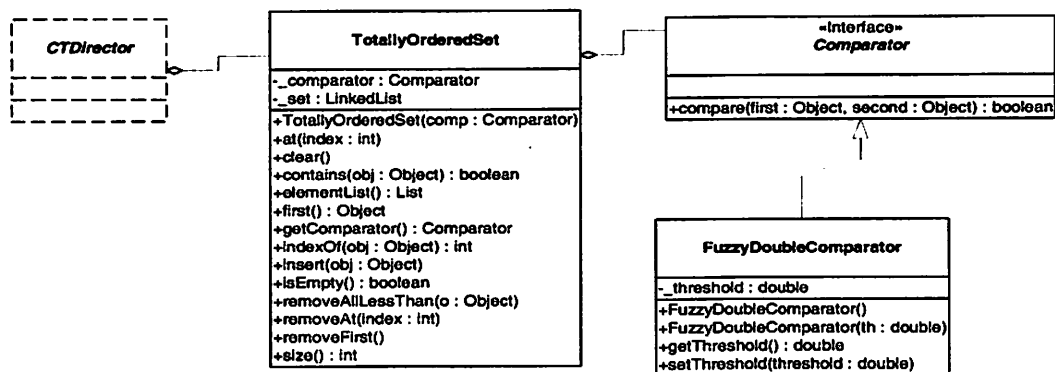 CTDirector
TotallyOrderedSet
-_comparator : Comparator
-_set : LinkedList
+TotallyOrderedSet(comp : Comparator)
+at(index : int)
+clear()
+contains(obj : Object) : boolean
+elementList() : List
+first() : Object
+getComparator() : Comparator
+indexOf(obj : Object) : int
+insert(obj : Object)
+isEmpty() : boolean
+removeAllLessThan(o : Object)
+removeAt(index : int)
+removeFirst()
+size() : int
«Interface»
Comparator
+compare(first : Object, second : Object) : boolean
FuzzyDoubleComparator
-_threshold : double
+FuzzyDoubleComparator()
+FuzzyDoubleComparator(th : double)
+getThreshold() : double
+setThreshold(threshold : double)